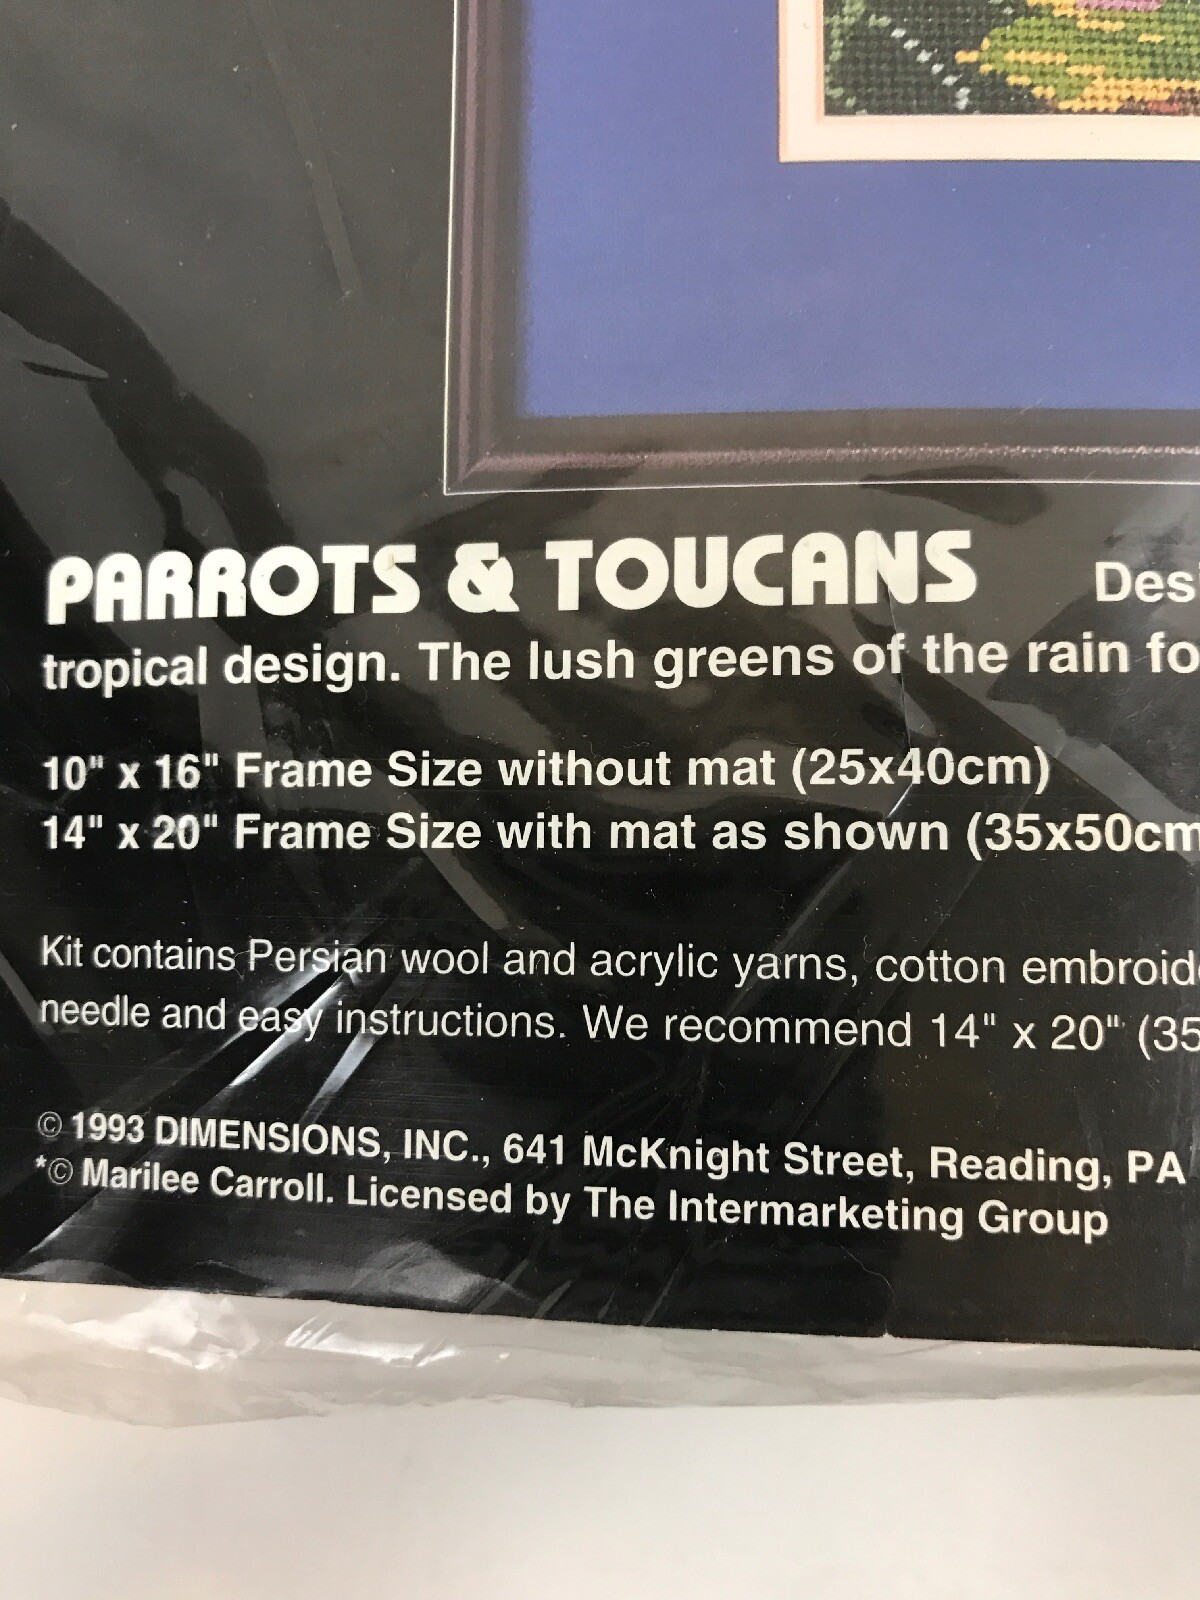 PARROTS & TOUCANS Desi
tropical design. The lush greens of the rain fo
10" x 16" Frame Size without mat (25x40cm)
14" x 20" Frame Size with mat as shown (35x50cm
Kit contains Persian wool and acrylic yarns, cotton embroide
needle and easy instructions. We recommend 14" x 20" (35
© 1993 DIMENSIONS, INC., 641 McKnight Street, Reading, PA
*© Marilee Carroll. Licensed by The Intermarketing Group